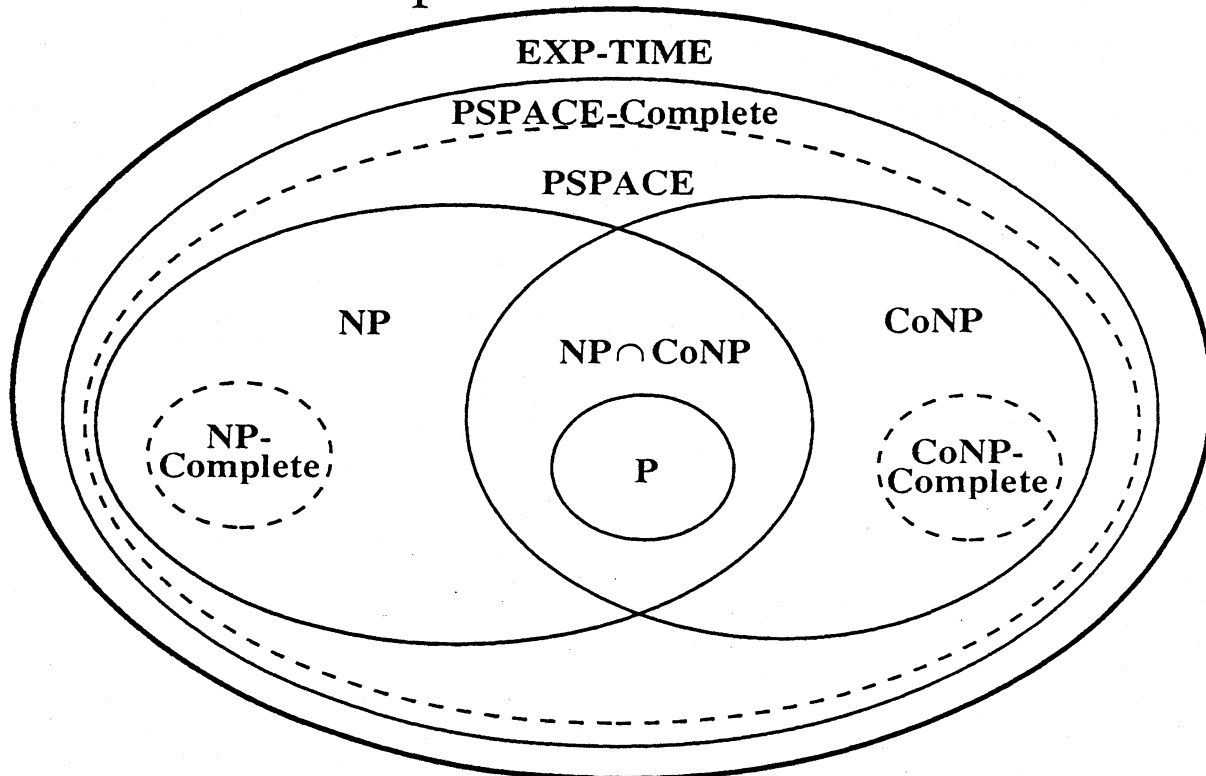 EXP-TIME
PSPACE-Complete
PSPACE
NP
CoNP
NP∩CoNP
NP-
Complete
P
CoNP-
Complete